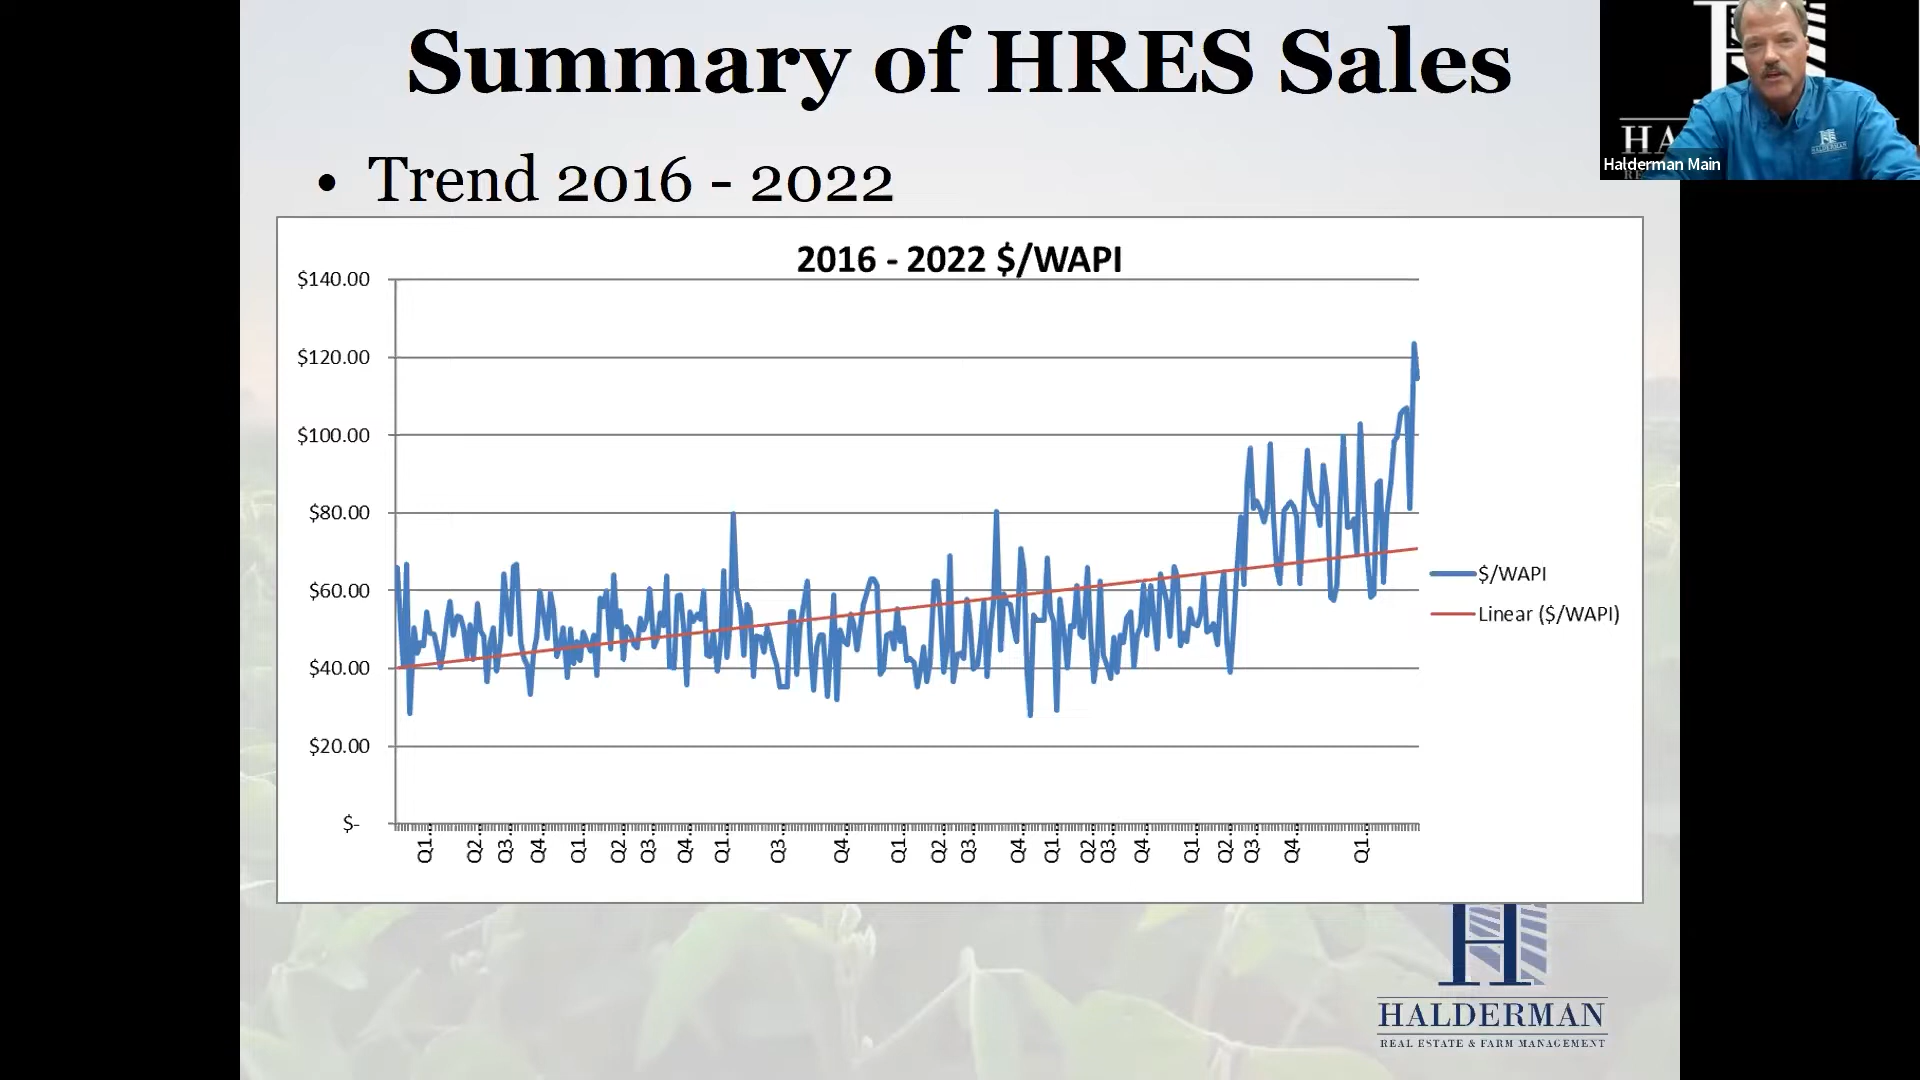 Summary of HRES Sales
• Trend 2016 - 2022
2016 - 2022 $/WAPI
$140.00
$120.00
$100.00
$80.00
$60.00
$40.00
$20.00
$-
Q1..
Q2..
Q3..
Q4..
Q1..
Q2..
Q3..
Q4..
Q1..
Q3..
Q4..
Q1..
Q2..
Q3..
Q4..
Q1..
Q2..
Q3..
Q4..
Q1..
Q2..
Q3..
Q4..
Q1..
$/WAPI
Linear ($/WAPI)
HA
RE
Halderman Main
HALDERMAN
H
HALDERMAN
REAL ESTATE & FARM MANAGEMENT